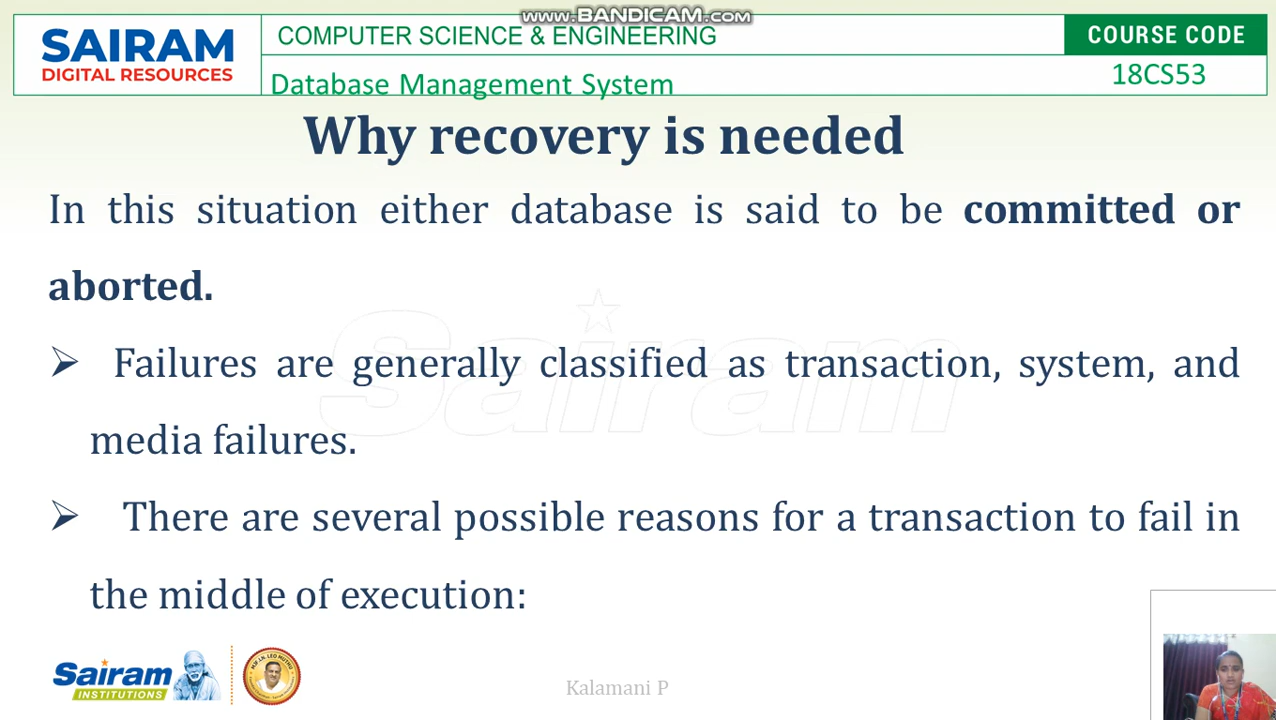 www.BANDICAM.com
SAIRAM
DIGITAL RESOURCES
COMPUTER SCIENCE & ENGINEERING
COURSE CODE
Database Management System
18CS53
Why recovery is needed
In this situation either database is said to be committed or
aborted.
Sairam
➢ Failures are generally classified as transaction, system, and
media failures.
➢ There are several possible reasons for a transaction to fail in
the middle of execution:
Sairam
INSTITUTIONS
Kalamani P